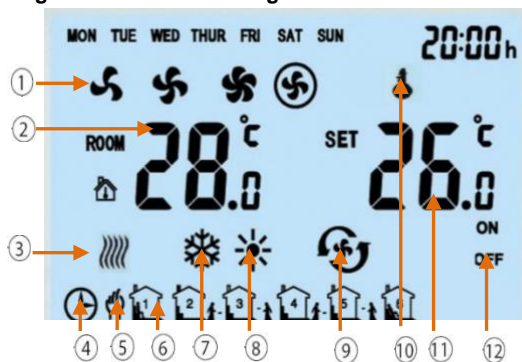 MON TUE WED THUR FRI SAT SUN 20:00h
①
② ROOM 28.0 °C SET 26.0 °C
ON
③ OFF
1 2 3 4 5 6
④ ⑤ ⑥ ⑦ ⑧ ⑨ ⑩ ⑪ ⑫